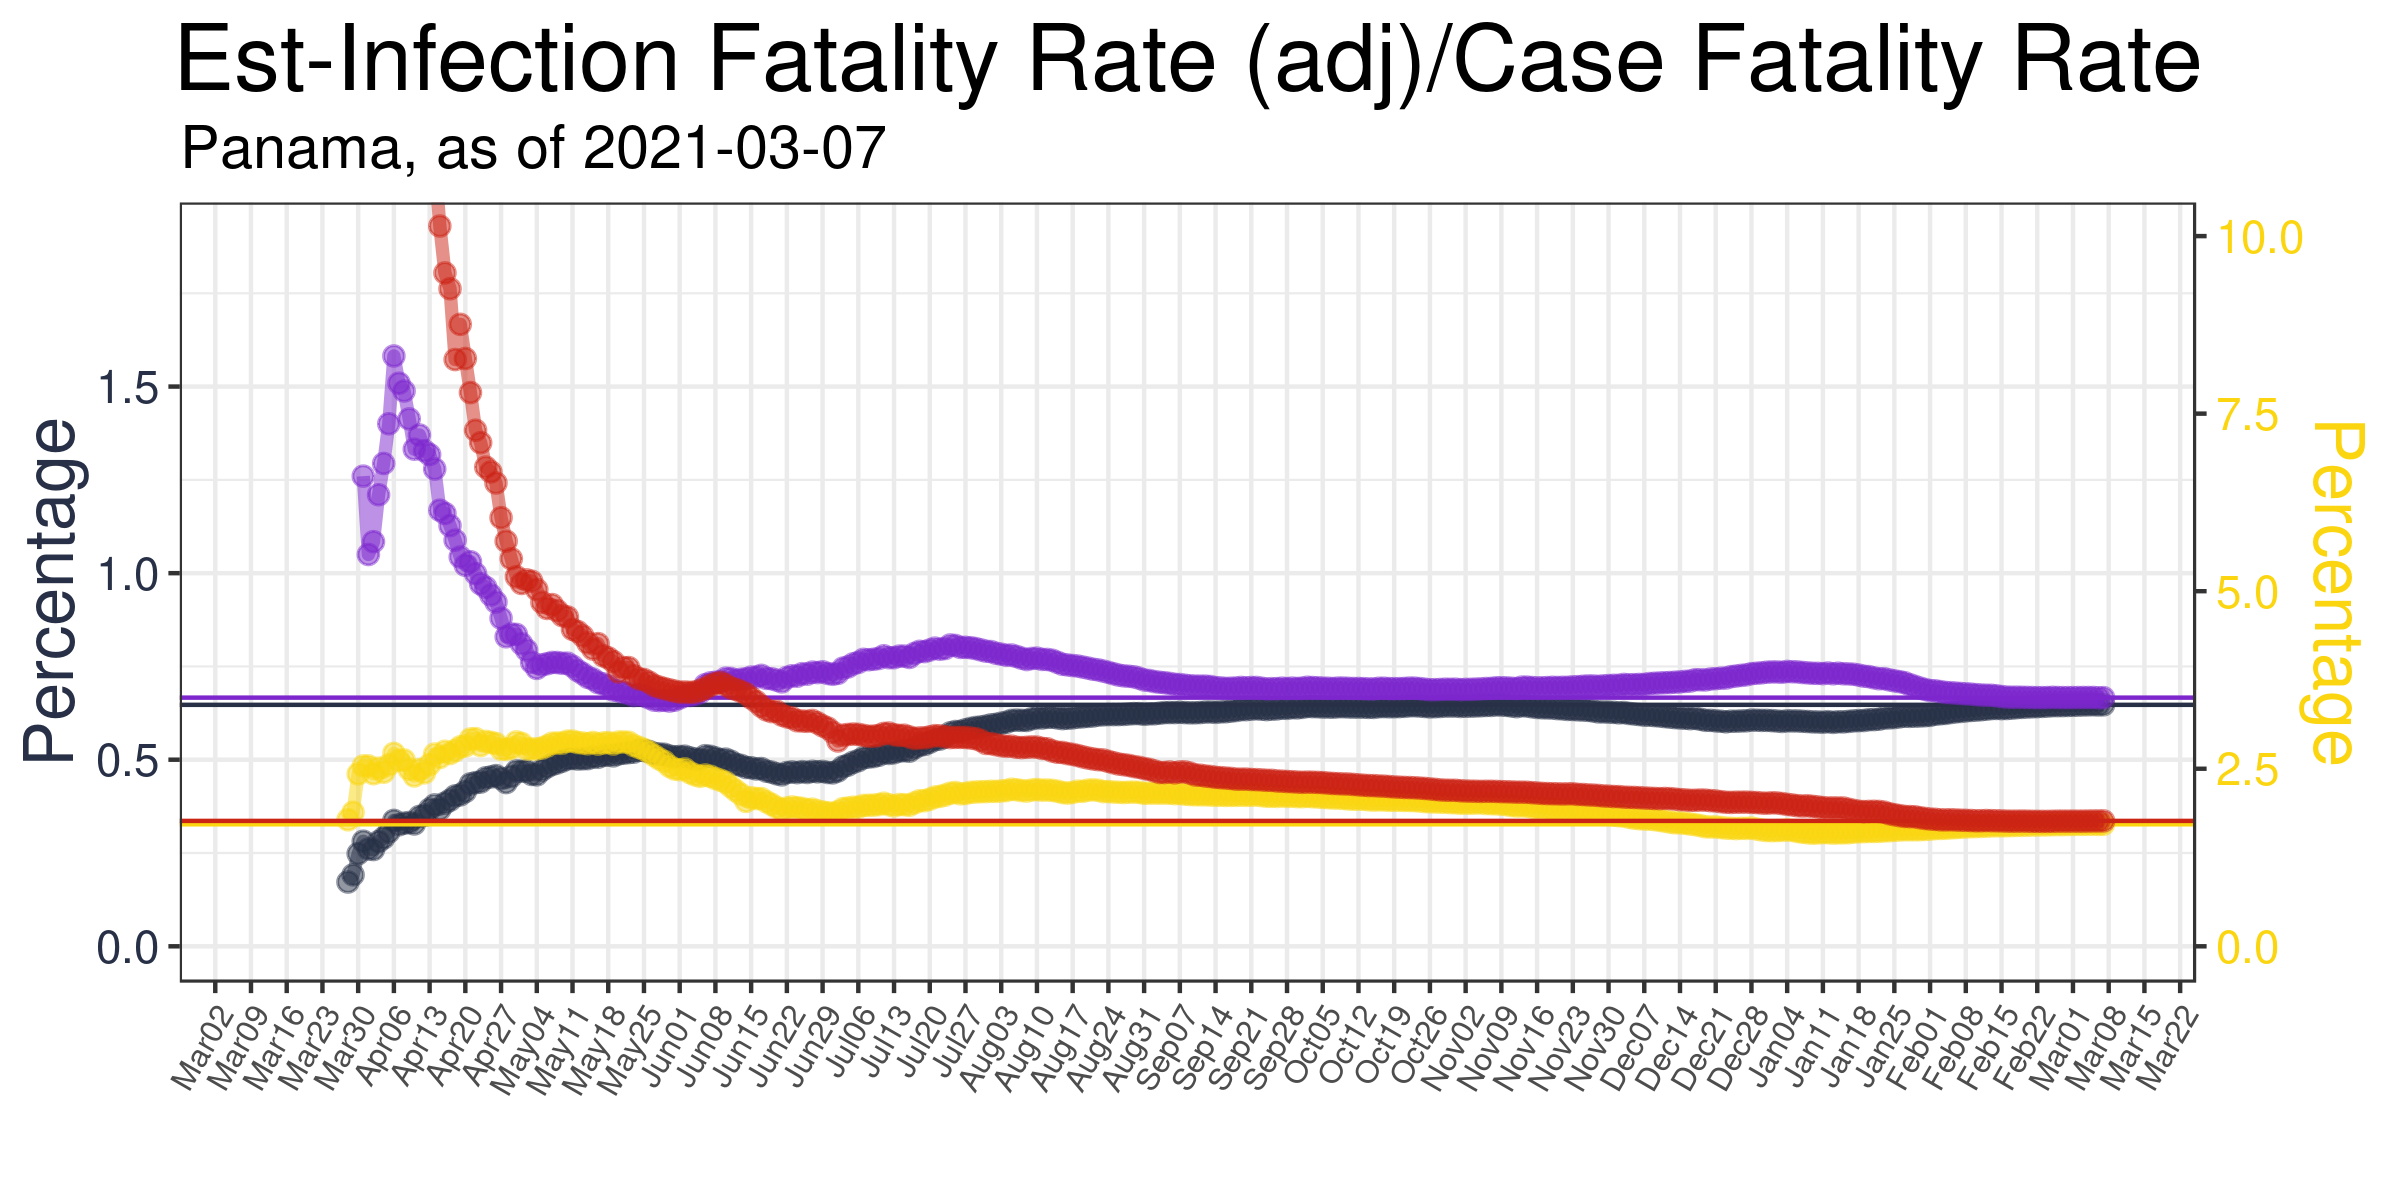 Est-Infection Fatality Rate (adj)/Case Fatality Rate
Panama, as of 2021-03-07
Percentage
1.5
1.0
0.5
0.0
10.0
7.5
5.0
2.5
0.0
Percentage
Mar02
Mar09
Mar16
Mar23
Mar30
Apr06
Apr13
Apr20
Apr27
May04
May11
May18
May25
Jun01
Jun08
Jun15
Jun22
Jun29
Jul06
Jul13
Jul20
Jul27
Aug03
Aug10
Aug17
Aug24
Aug31
Sep07
Sep14
Sep21
Sep28
Oct05
Oct12
Oct19
Oct26
Nov02
Nov09
Nov16
Nov23
Nov30
Dec07
Dec14
Dec21
Dec28
Jan04
Jan11
Jan18
Jan25
Feb01
Feb08
Feb15
Feb22
Mar01
Mar08
Mar15
Mar22